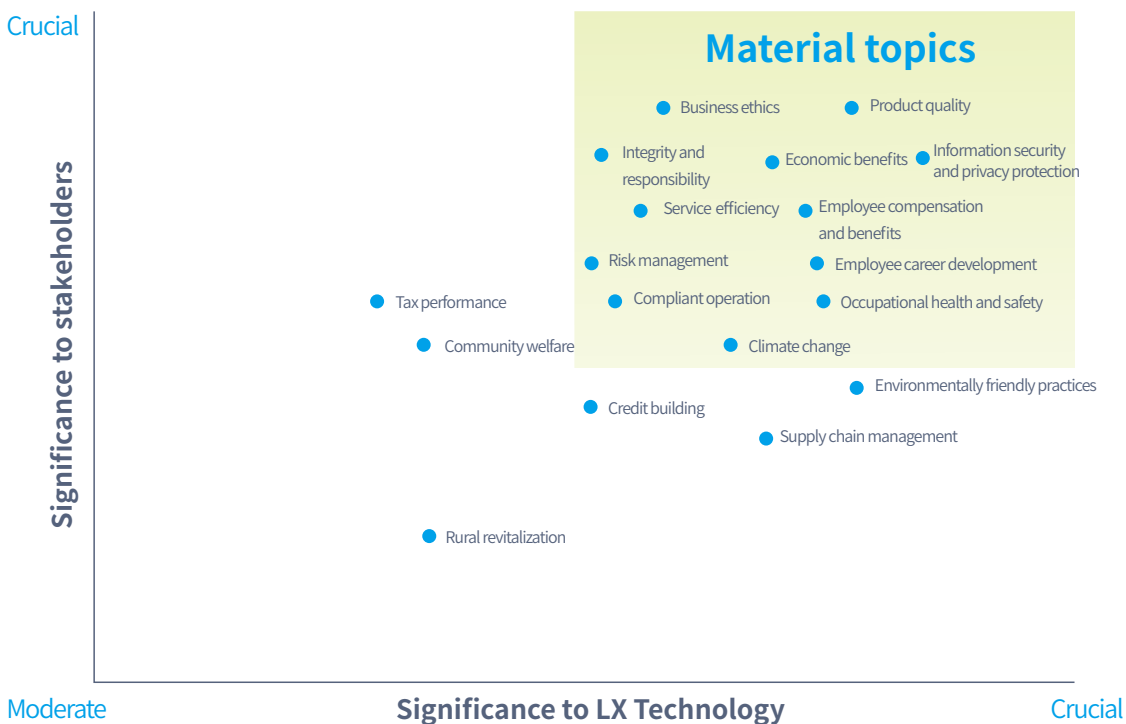 Crucial
Material topics
Business ethics
Product quality
Integrity and
responsibility
Economic benefits
Information security
and privacy protection
Service efficiency
Employee compensation
and benefits
Risk management
Employee career development
Tax performance
Compliant operation
Occupational health and safety
Community welfare
Climate change
Environmentally friendly practices
Credit building
Supply chain management
Rural revitalization
Significance to stakeholders
Moderate
Significance to LX Technology
Crucial